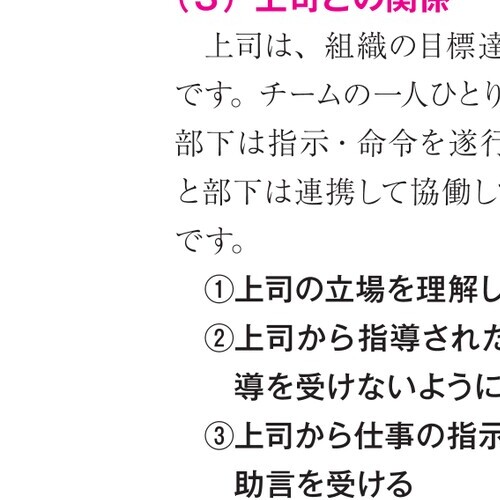 (3) 上司との関係
上司は、組織の目標達
です。チームの一人ひとり
部下は指示・命令を遂行
と部下は連携して協働し
です。
①上司の立場を理解し
②上司から指導された
導を受けないように
③上司から仕事の指示
助言を受ける